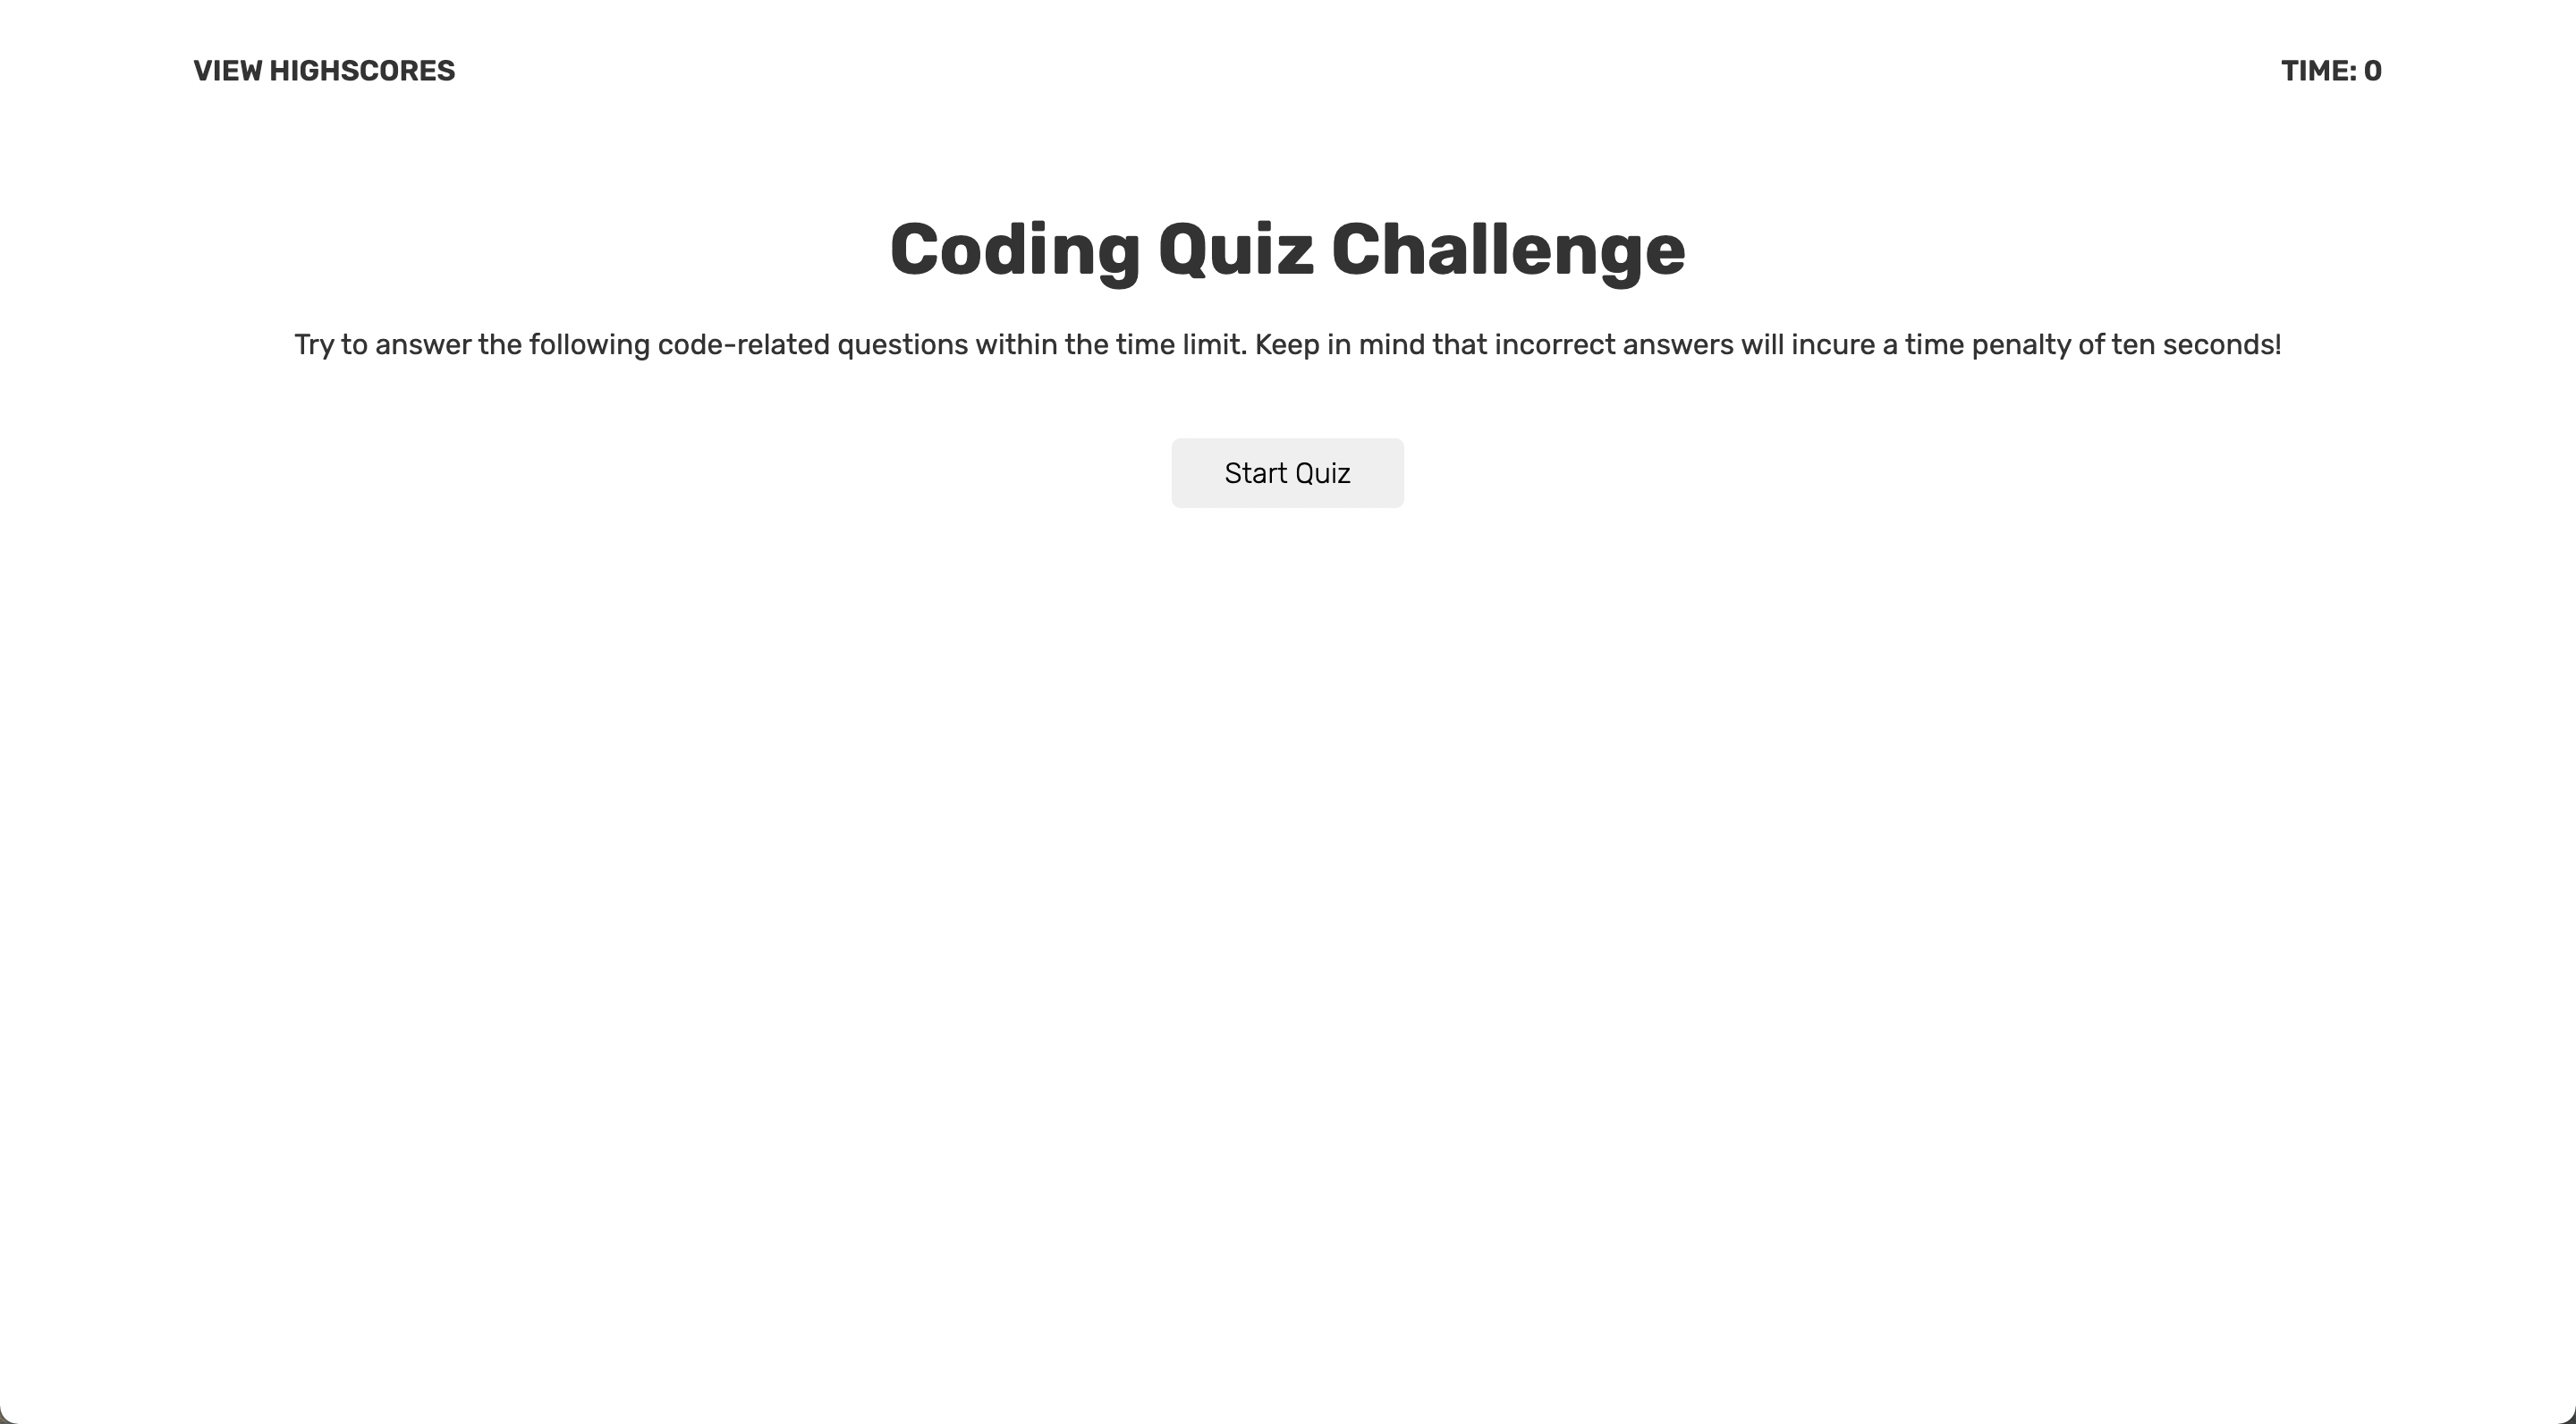 VIEW HIGHSCORES
TIME: 0
Coding Quiz Challenge
Try to answer the following code-related questions within the time limit. Keep in mind that incorrect answers will incure a time penalty of ten seconds!
Start Quiz